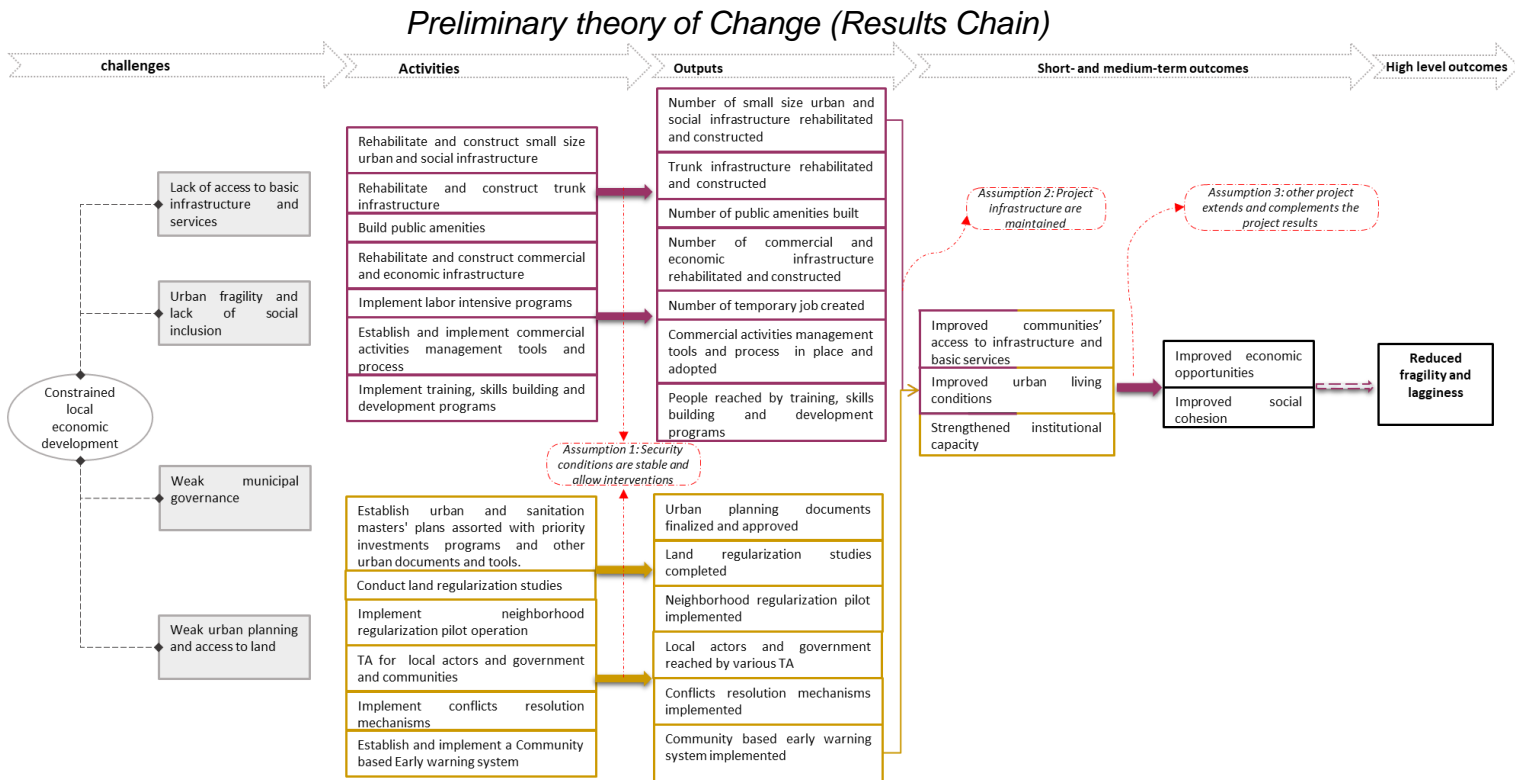 Preliminary theory of Change (Results Chain)
challenges
Activities
Outputs
Short- and medium-term outcomes
High level outcomes
Constrained
local
economic
development
Lack of access to basic
infrastructure and
services
Urban fragility and
lack of social
inclusion
Weak municipal
governance
Weak urban planning
and access to land
Rehabilitate and construct small size
urban and social infrastructure
Rehabilitate and construct trunk
infrastructure
Build public amenities
Rehabilitate and construct commercial
and economic infrastructure
Implement labor intensive programs
Establish and implement commercial
activities management tools and
process
Implement training, skills building and
development programs
Establish urban and sanitation
masters' plans assorted with priority
investments programs and other
urban documents and tools.
Conduct land regularization studies
Implement neighborhood
regularization pilot operation
TA for local actors and government
and communities
Implement conflicts resolution
mechanisms
Establish and implement a Community
based Early warning system
Assumption 1: Security
conditions are stable and
allow interventions
Number of small size urban and
social infrastructure rehabilitated
and constructed
Trunk infrastructure rehabilitated
and constructed
Number of public amenities built
Number of commercial and
economic infrastructure
rehabilitated and constructed
Number of temporary job created
Commercial activities management
tools and process in place and
adopted
People reached by training, skills
building and development
programs
Urban planning documents
finalized and approved
Land regularization studies
completed
Neighborhood regularization pilot
implemented
Local actors and government
reached by various TA
Conflicts resolution mechanisms
implemented
Community based early warning
system implemented
Assumption 2: Project
infrastructure are
maintained
Improved communities’
access to infrastructure and
basic services
Improved urban living
conditions
Strengthened institutional
capacity
Assumption 3: other project
extends and complements the
project results
Improved economic
opportunities
Improved social
cohesion
Reduced
fragility and
lagginess